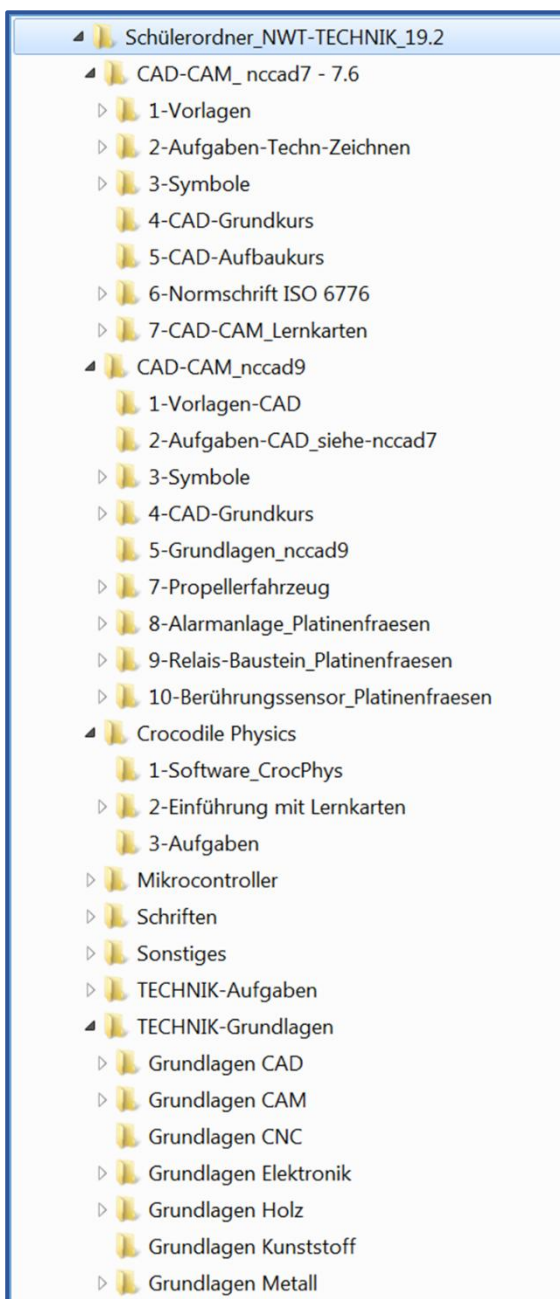 Schülerordner_NWT-TECHNIK_19.2
CAD-CAM_ nccad7 - 7.6
1-Vorlagen
2-Aufgaben-Techn-Zeichnen
3-Symbole
4-CAD-Grundkurs
5-CAD-Aufbaukurs
6-Normschrift ISO 6776
7-CAD-CAM_Lernkarten
CAD-CAM_nccad9
1-Vorlagen-CAD
2-Aufgaben-CAD_siehe-nccad7
3-Symbole
4-CAD-Grundkurs
5-Grundlagen_nccad9
7-Propellerfahrzeug
8-Alarmanlage_Platinenfraesen
9-Relais-Baustein_Platinenfraesen
10-Berührungssensor_Platinenfraesen
Crocodile Physics
1-Software_CrocPhys
2-Einführung mit Lernkarten
3-Aufgaben
Mikrocontroller
Schriften
Sonstiges
TECHNIK-Aufgaben
TECHNIK-Grundlagen
Grundlagen CAD
Grundlagen CAM
Grundlagen CNC
Grundlagen Elektronik
Grundlagen Holz
Grundlagen Kunststoff
Grundlagen Metall